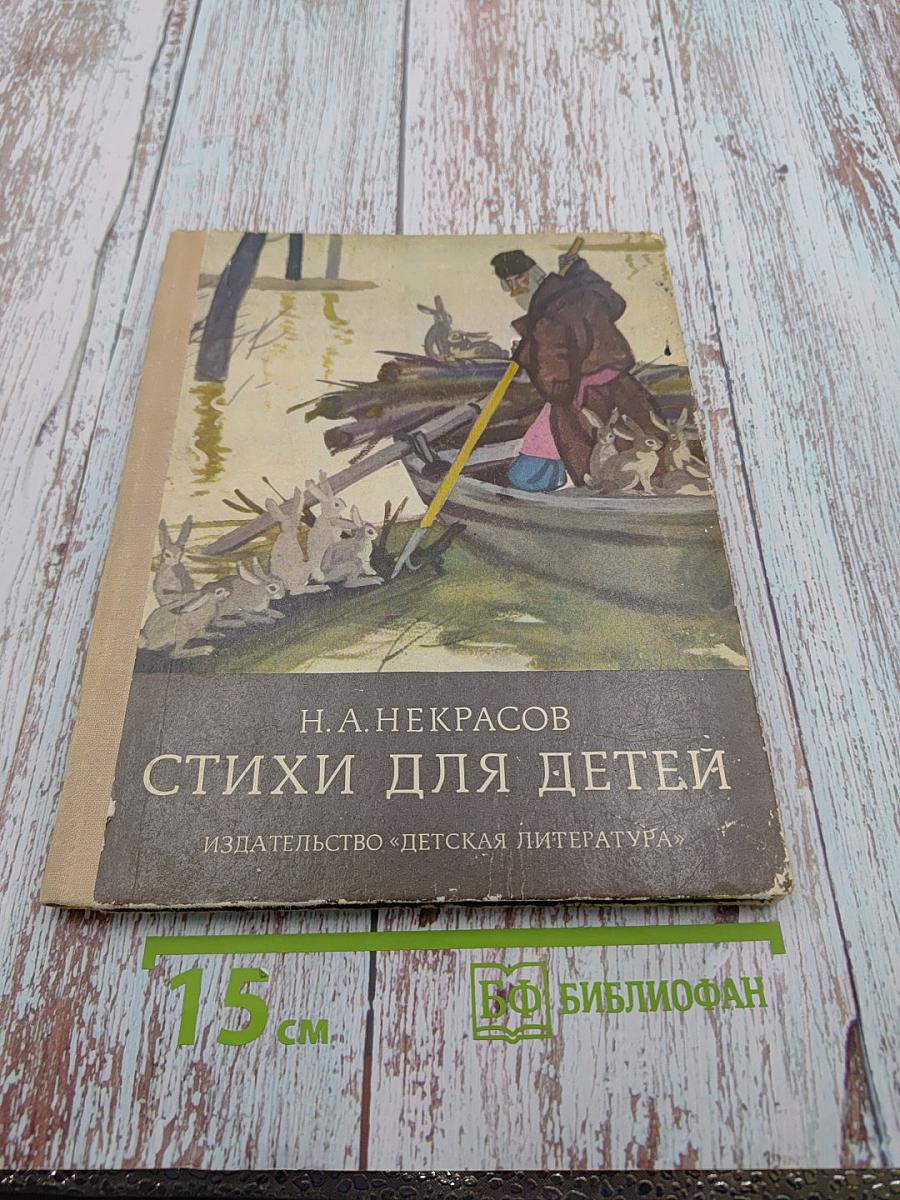 Н. А. НЕКРАСОВ
СТИХИ ДЛЯ ДЕТЕЙ
ИЗДАТЕЛЬСТВО «ДЕТСКАЯ ЛИТЕРАТУРА»
15 см
БФ БИБЛИОФАН